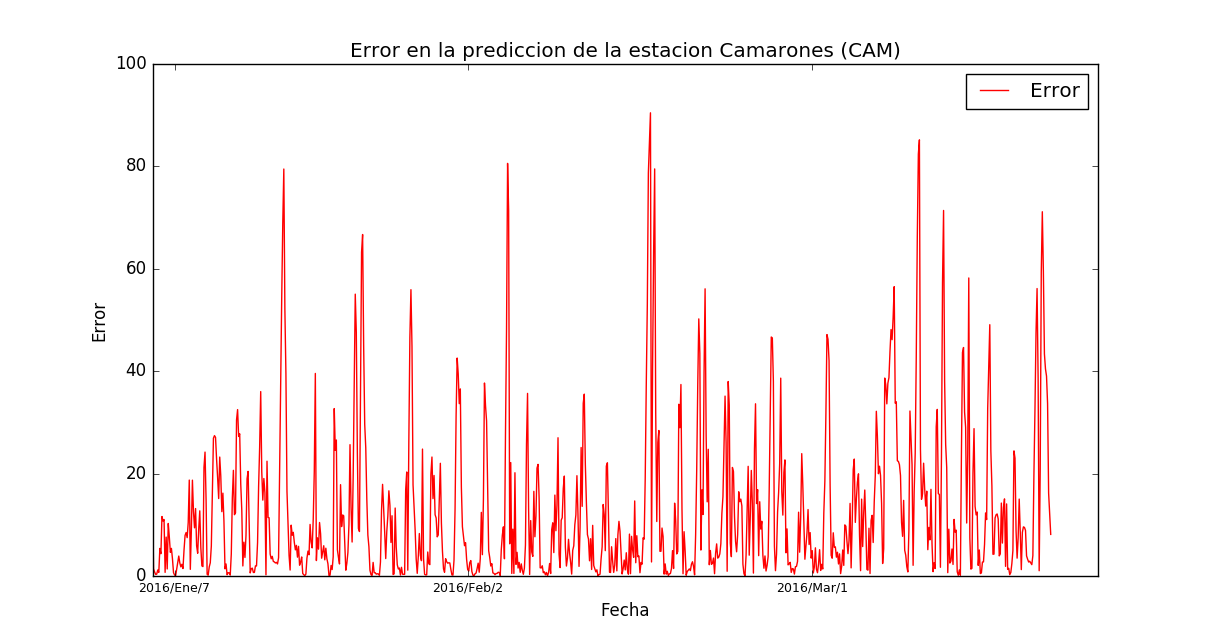 Error en la prediccion de la estacion Camarones (CAM)
100
80
60
40
20
0
Error
Error
2016/Ene/7
2016/Feb/2
2016/Mar/1
Fecha